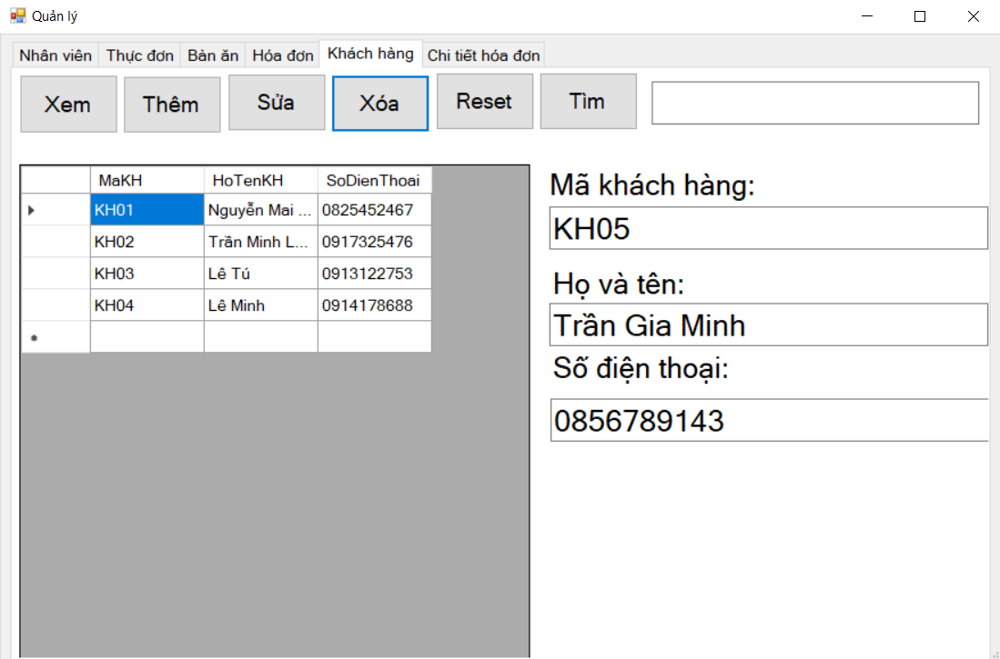 Quản lý
Nhân viên Thực đơn Bàn ăn Hóa đơn Khách hàng Chi tiết hóa đơn
Xem Thêm Sửa Xóa Reset Tìm
MaKH HoTenKH SoDienThoai
KH01 Nguyễn Mai ... 0825452467
KH02 Trần Minh L... 0917325476
KH03 Lê Tú 0913122753
KH04 Lê Minh 0914178688
Mã khách hàng:
KH05
Họ và tên:
Trần Gia Minh
Số điện thoại:
0856789143